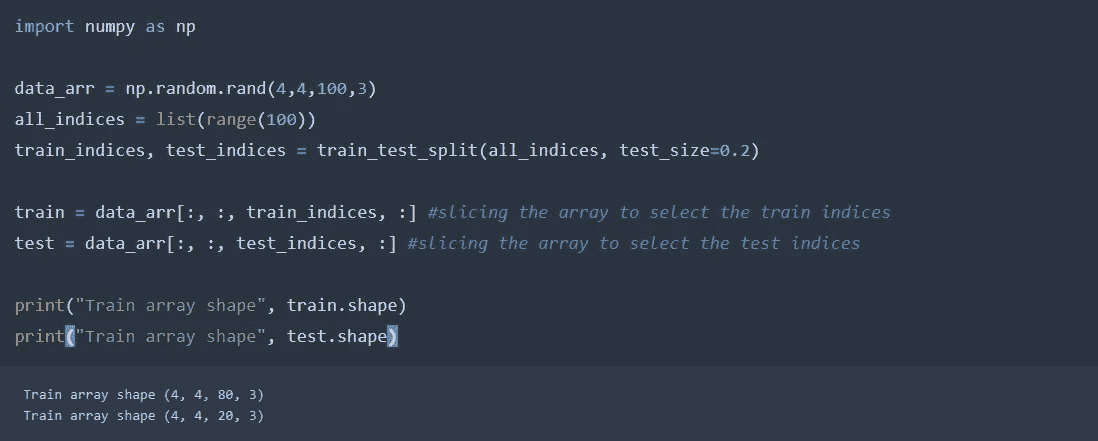 import numpy as np
data_arr = np.random.rand(4,4,100,3)
all_indices = list(range(100))
train_indices, test_indices = train_test_split(all_indices, test_size=0.2)
train = data_arr[:, :, train_indices, :] #slicing the array to select the train indices
test = data_arr[:, :, test_indices, :] #slicing the array to select the test indices
print("Train array shape", train.shape)
print("Train array shape", test.shape)
Train array shape (4, 4, 80, 3)
Train array shape (4, 4, 20, 3)